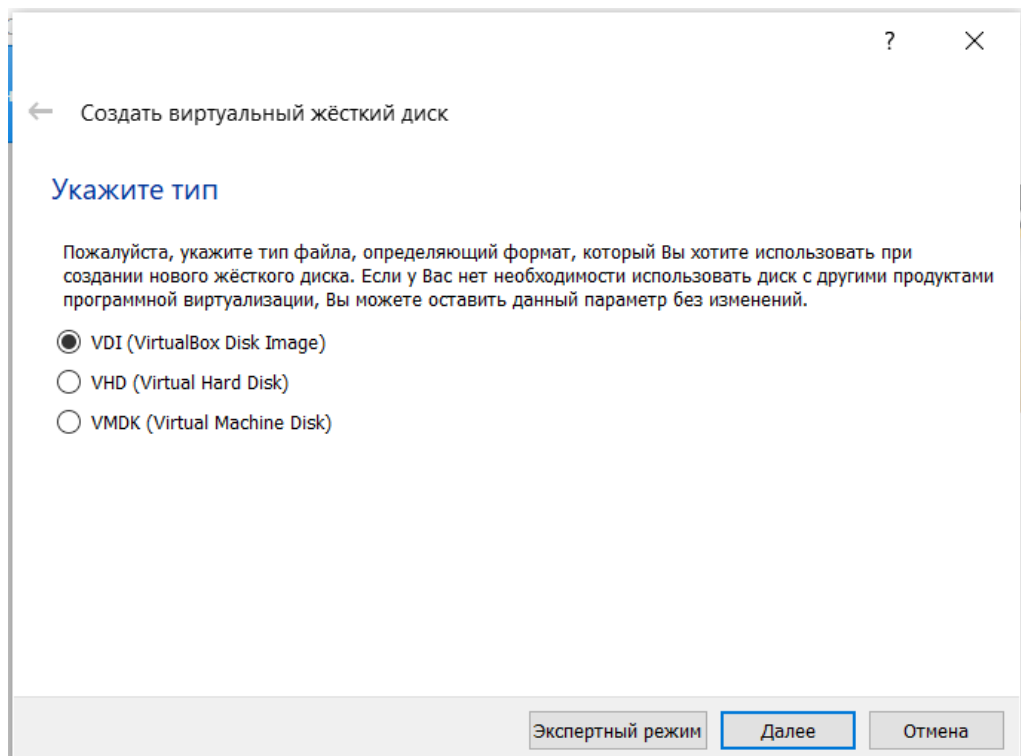 ?
Создать виртуальный жёсткий диск
Укажите тип
Пожалуйста, укажите тип файла, определяющий формат, который Вы хотите использовать при
создании нового жёсткого диска. Если у Вас нет необходимости использовать диск с другими продуктами
программной виртуализации, Вы можете оставить данный параметр без изменений.
VDI (VirtualBox Disk Image)
VHD (Virtual Hard Disk)
VMDK (Virtual Machine Disk)
Экспертный режим Далее Отмена